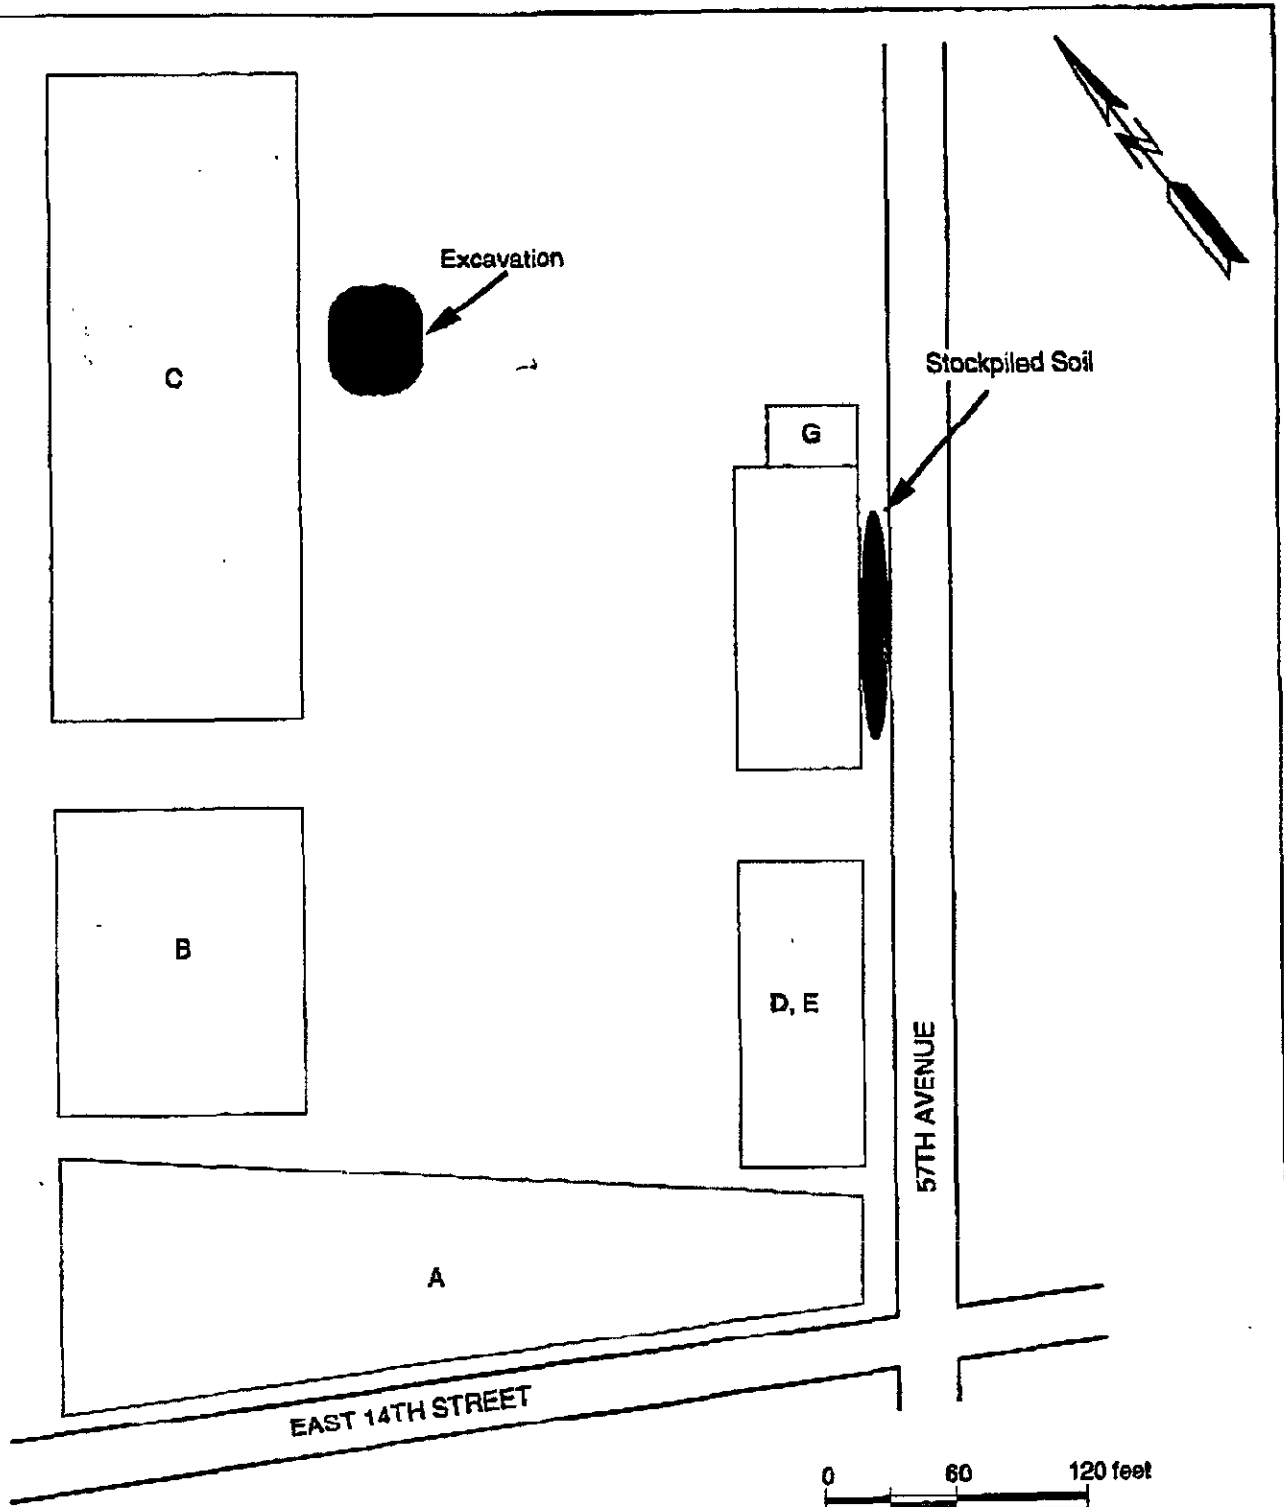 Excavation
Stockpiled Soil
C
G
B
D, E
57TH AVENUE
A
EAST 14TH STREET
0 60 120 feet
N